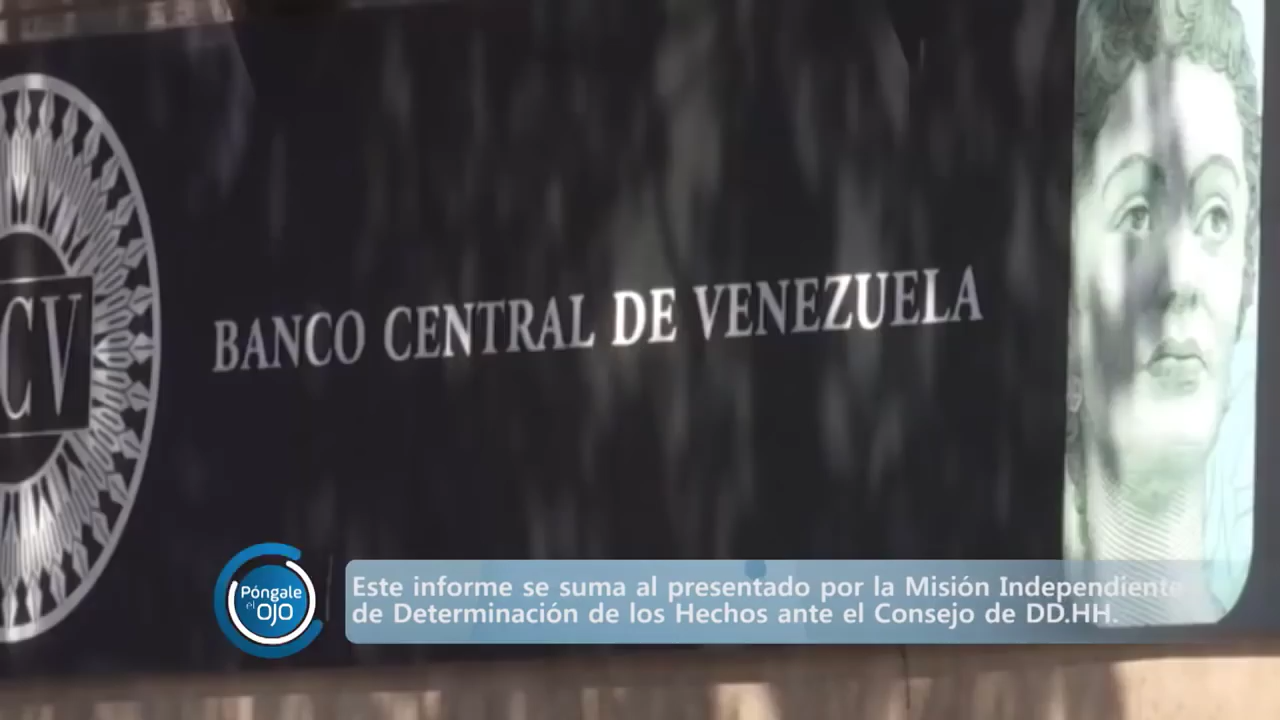 CV
BANCO CENTRAL DE VENEZUELA
Póngale
el
OJO
Este informe se suma al presentado por la Misión Independiente
de Determinación de los Hechos ante el Consejo de DD.HH.